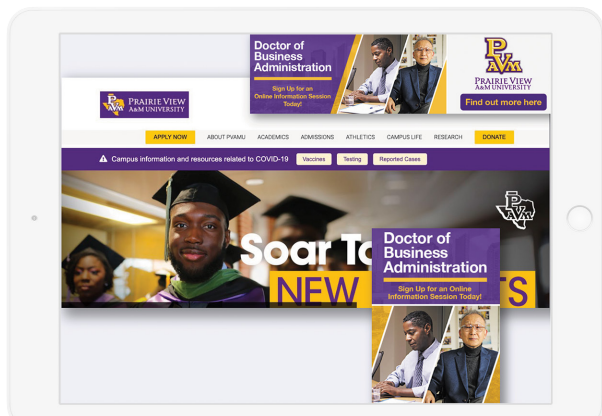 Doctor of
Business
Administration
Sign Up for an
Online Information Session
Today!
PVAM
PRAIRIE VIEW
A&M UNIVERSITY
Find out more here
PRAIRIE VIEW
A&M UNIVERSITY
APPLY NOW ABOUT PVAMU ACADEMICS ADMISSIONS ATHLETICS CAMPUS LIFE RESEARCH DONATE
Campus information and resources related to COVID-19 Vaccines Testing Reported Cases
PVAM
Soar To
NEW TS
Doctor of
Business
Administration
Sign Up for an Online
Information Session Today!